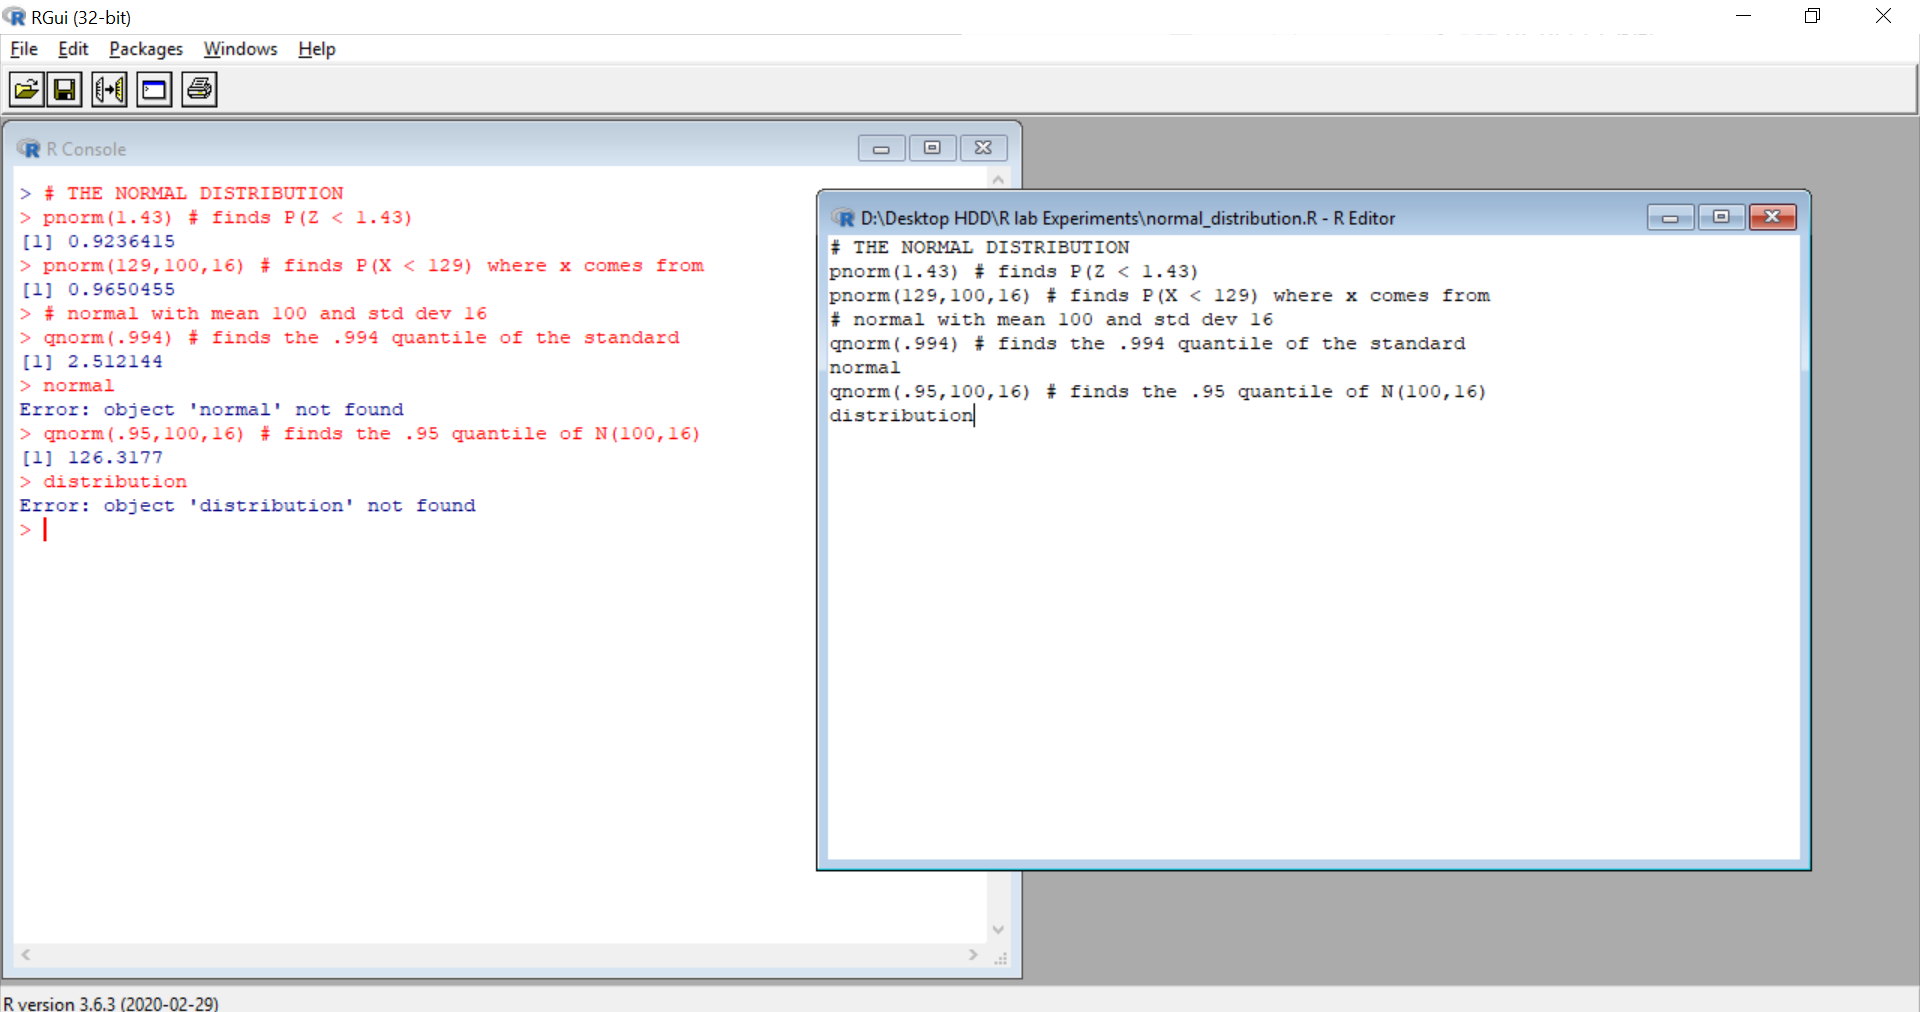 RGui (32-bit)
File Edit Packages Windows Help
R Console
> # THE NORMAL DISTRIBUTION
> pnorm(1.43) # finds P(Z < 1.43)
[1] 0.9236415
> pnorm(129,100,16) # finds P(X < 129) where x comes from
[1] 0.9650455
> # normal with mean 100 and std dev 16
> qnorm(.994) # finds the .994 quantile of the standard
[1] 2.512144
> normal
Error: object 'normal' not found
> qnorm(.95,100,16) # finds the .95 quantile of N(100,16)
[1] 126.3177
> distribution
Error: object 'distribution' not found
>
D:\Desktop HDD\R lab Experiments\normal_distribution.R - R Editor
# THE NORMAL DISTRIBUTION
pnorm(1.43) # finds P(Z < 1.43)
pnorm(129,100,16) # finds P(X < 129) where x comes from
# normal with mean 100 and std dev 16
qnorm(.994) # finds the .994 quantile of the standard
normal
qnorm(.95,100,16) # finds the .95 quantile of N(100,16)
distribution
R version 3.6.3 (2020-02-29)